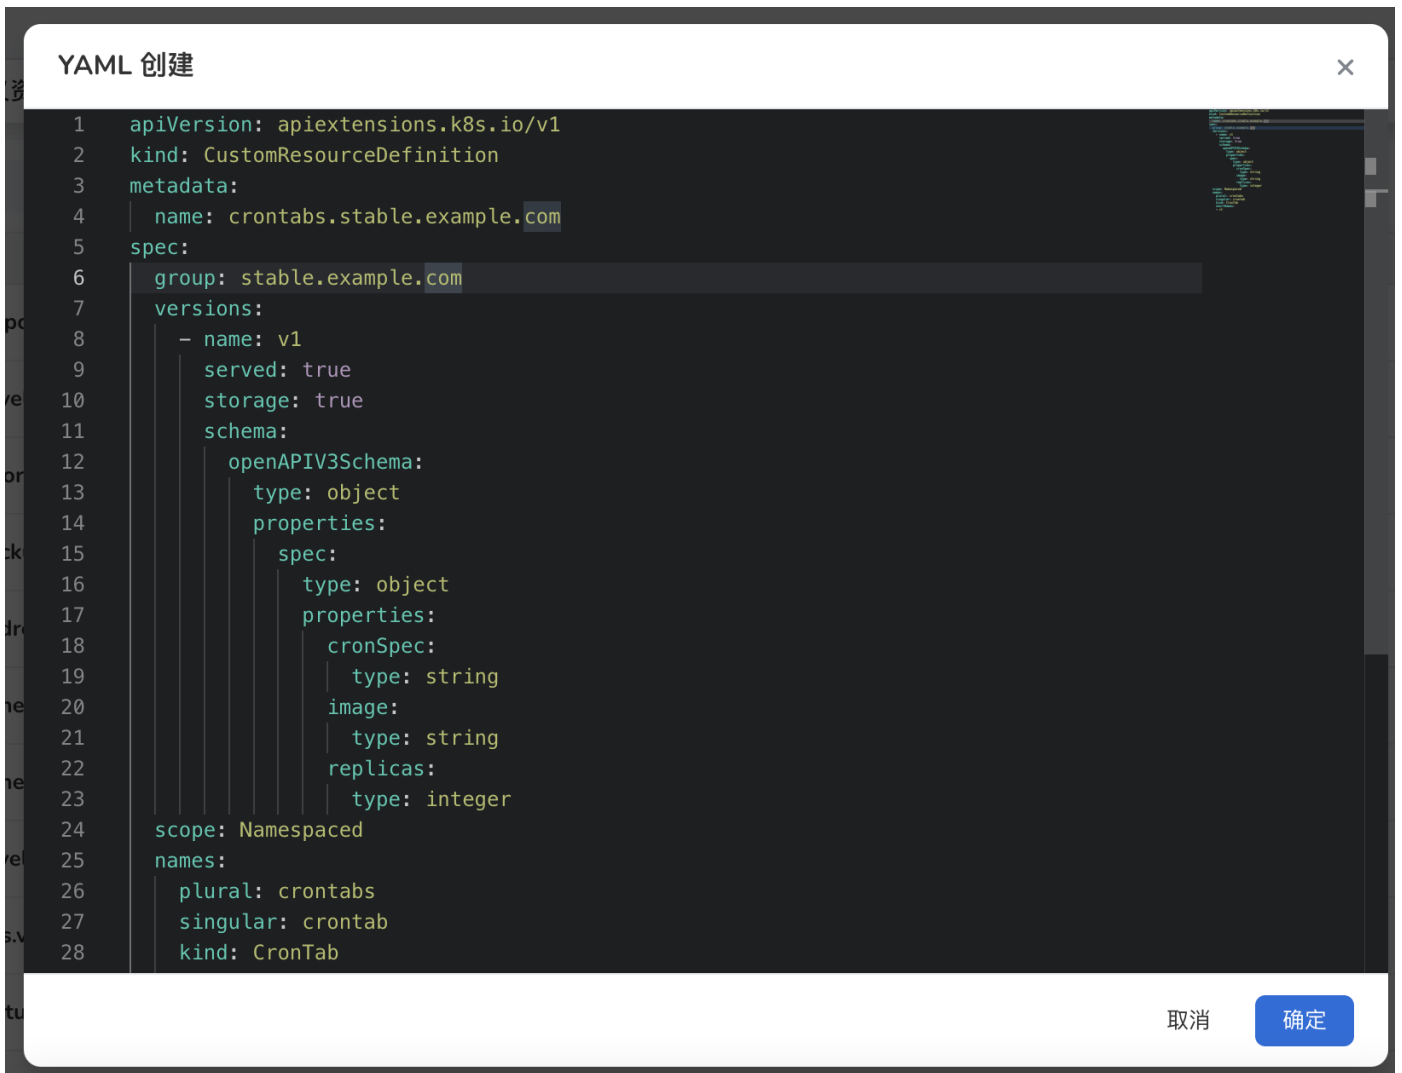 YAML 创建
1 apiVersion: apiextensions.k8s.io/v1
2 kind: CustomResourceDefinition
3 metadata:
4   name: crontabs.stable.example.com
5 spec:
6   group: stable.example.com
7   versions:
8     - name: v1
9       served: true
10       storage: true
11       schema:
12         openAPIV3Schema:
13           type: object
14           properties:
15             spec:
16               type: object
17               properties:
18                 cronSpec:
19                   type: string
20                 image:
21                   type: string
22                 replicas:
23                   type: integer
24   scope: Namespaced
25   names:
26     plural: crontabs
27     singular: crontab
28     kind: CronTab
取消 确定